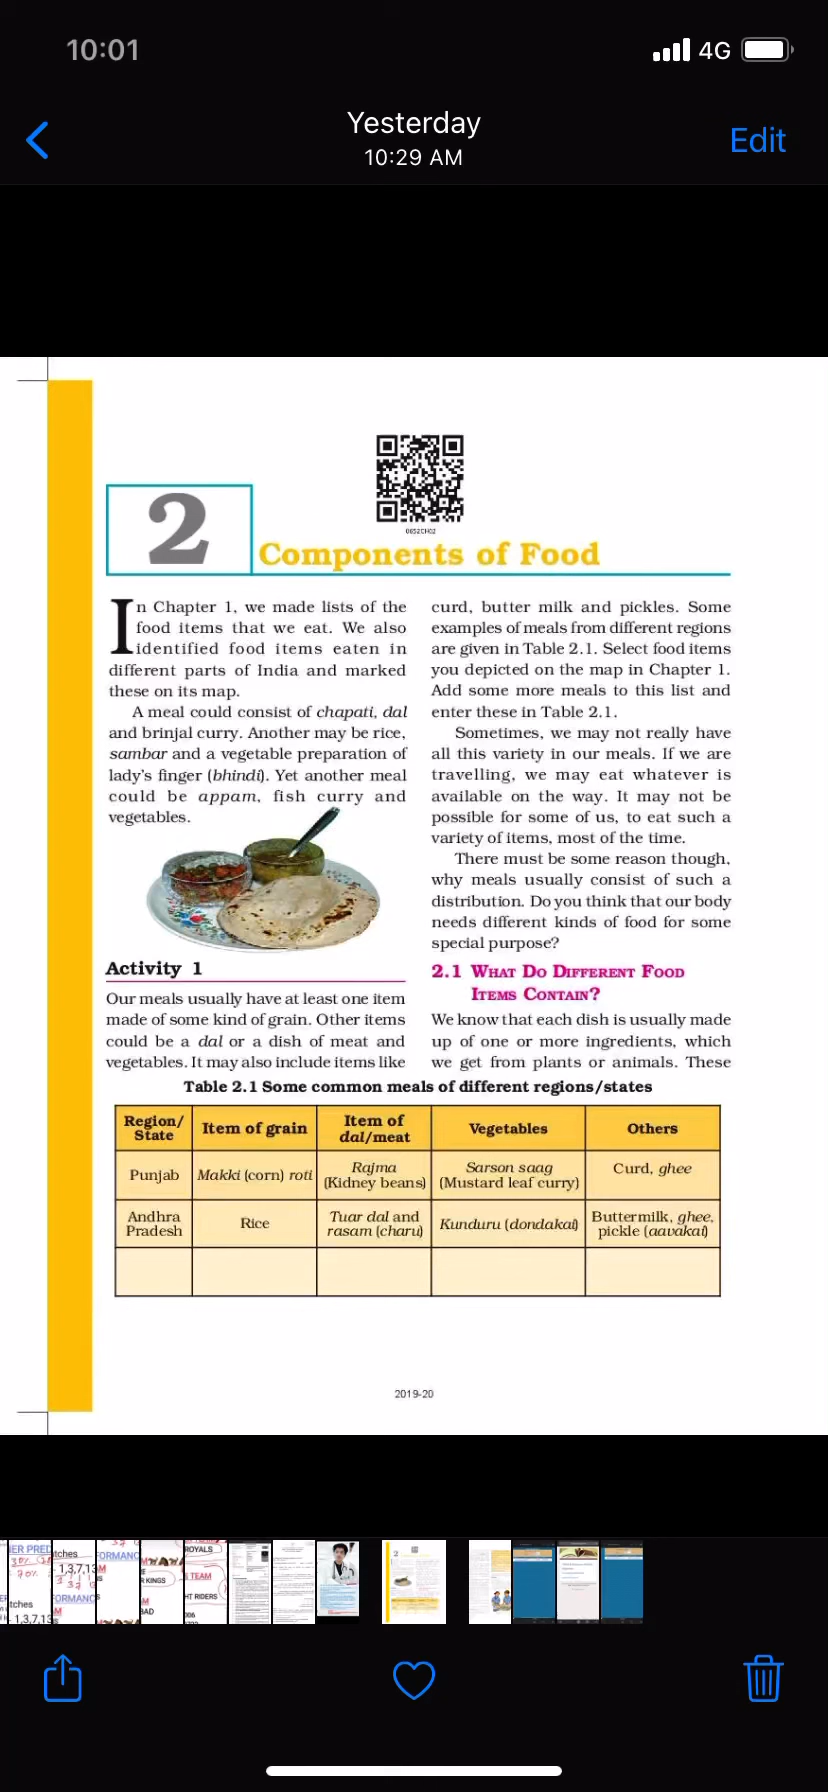 10:01
4G
Yesterday
10:29 AM
Edit
0652CH02
2
Components of Food
In Chapter 1, we made lists of the
food items that we eat. We also
identified food items eaten in
different parts of India and marked
these on its map.
A meal could consist of chapati, dal
and brinjal curry. Another may be rice,
sambar and a vegetable preparation of
lady's finger (bhindi). Yet another meal
could be appam, fish curry and
vegetables.
Activity 1
Our meals usually have at least one item
made of some kind of grain. Other items
could be a dal or a dish of meat and
vegetables. It may also include items like
curd, butter milk and pickles. Some
examples of meals from different regions
are given in Table 2.1. Select food items
you depicted on the map in Chapter 1.
Add some more meals to this list and
enter these in Table 2.1.
Sometimes, we may not really have
all this variety in our meals. If we are
travelling, we may eat whatever is
available on the way. It may not be
possible for some of us, to eat such a
variety of items, most of the time.
There must be some reason though,
why meals usually consist of such a
distribution. Do you think that our body
needs different kinds of food for some
special purpose?
2.1 WHAT DO DIFFERENT FOOD
ITEMS CONTAIN?
We know that each dish is usually made
up of one or more ingredients, which
we get from plants or animals. These
Table 2.1 Some common meals of different regions/states
Region/
State
Item of grain
Item of
dal/meat
Vegetables
Others
Punjab
Makki (corn) roti
Rajma
(Kidney beans)
Sarson saag
(Mustard leaf curry)
Curd, ghee
Andhra
Pradesh
Rice
Tuar dal and
rasam (charu)
Kunduru (dondakai)
Buttermilk, ghee,
pickle (aavakai)
2019-20
ROYALS
TEAM
KINGS
HT RIDERS
1,3,7,13
1,3,7,13